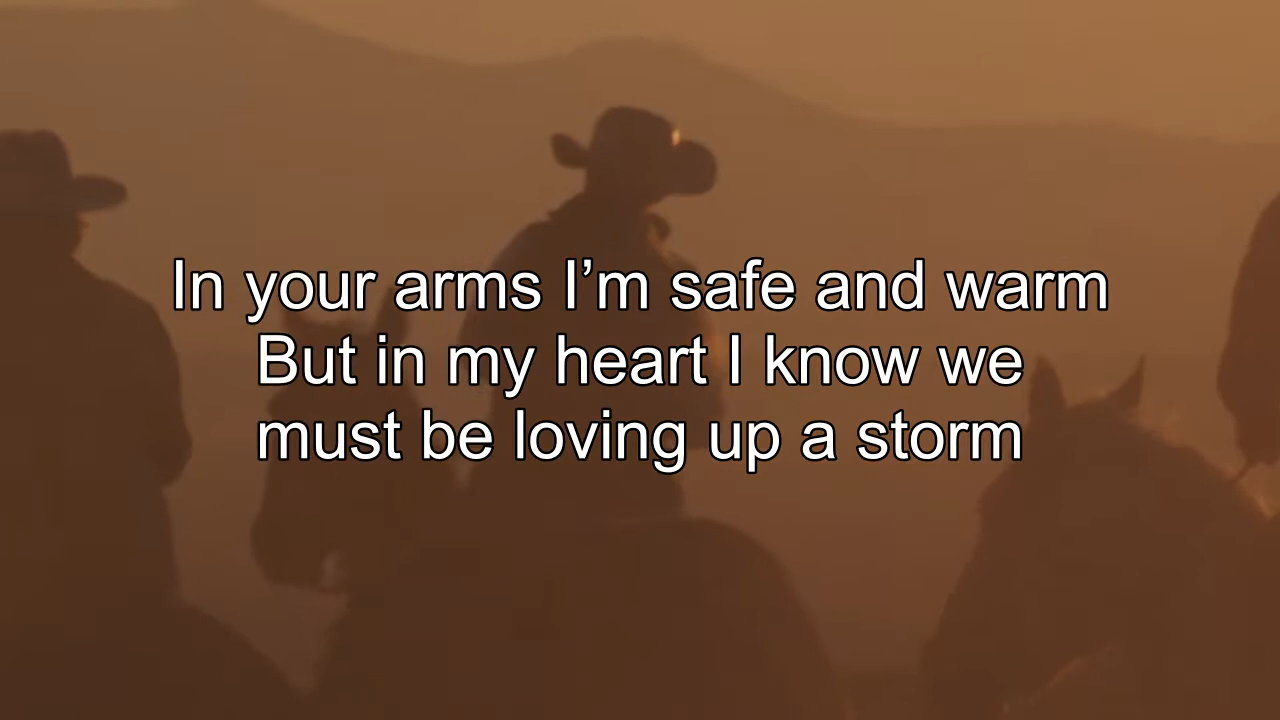 In your arms I’m safe and warm
But in my heart I know we
must be loving up a storm